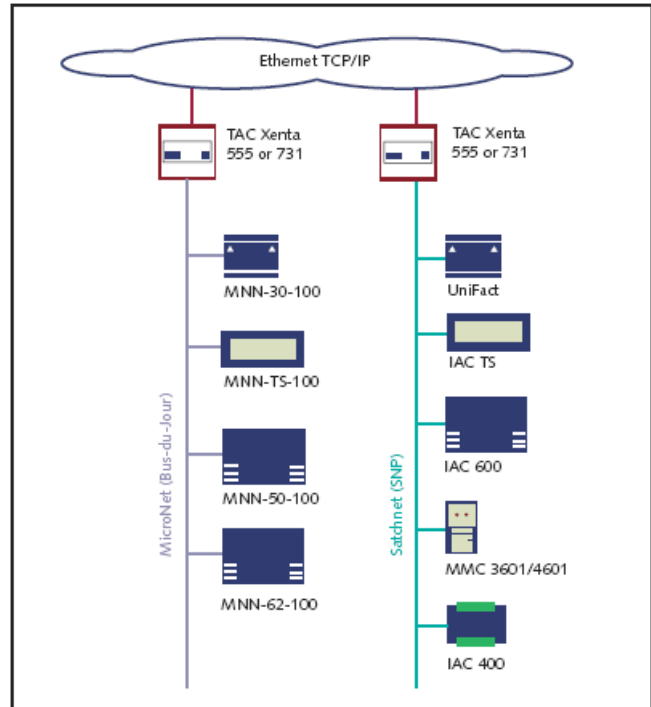 Ethernet TCP/IP
TAC Xenta
555 or 731
TAC Xenta
555 or 731
MicroNet (Bus-du-Jour)
MNN-30-100
MNN-TS-100
MNN-50-100
MNN-62-100
Satchnet (SNP)
UniFact
IAC TS
IAC 600
MMC 3601/4601
IAC 400